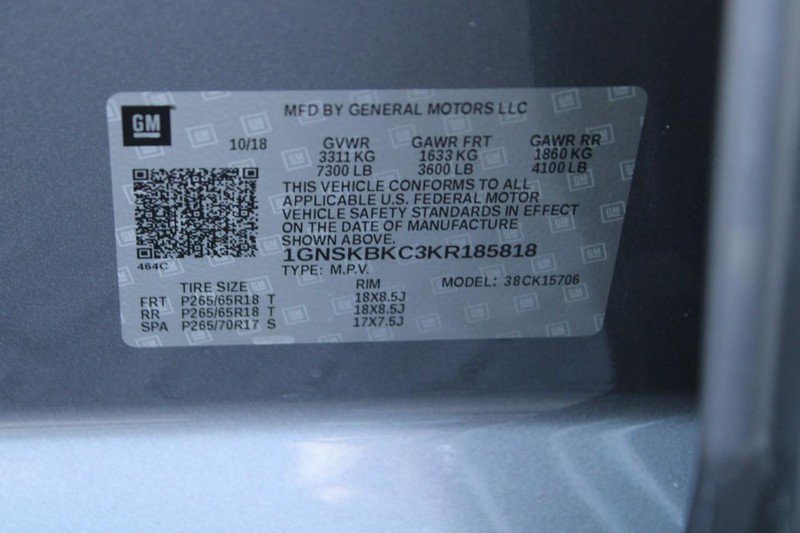 GM
MFD BY GENERAL MOTORS LLC
10/18 GVWR GAWR FRT GAWR RR
3311 KG 1633 KG 1860 KG
7300 LB 3600 LB 4100 LB
THIS VEHICLE CONFORMS TO ALL
APPLICABLE U.S. FEDERAL MOTOR
VEHICLE SAFETY STANDARDS IN EFFECT
ON THE DATE OF MANUFACTURE
SHOWN ABOVE.
464C
1GNSKBKC3KR185818
TYPE: M.P.V. MODEL: 38CK15706
TIRE SIZE RIM
FRT P265/65R18 T 18X8.5J
RR P265/65R18 T 18X8.5J
SPA P265/70R17 S 17X7.5J